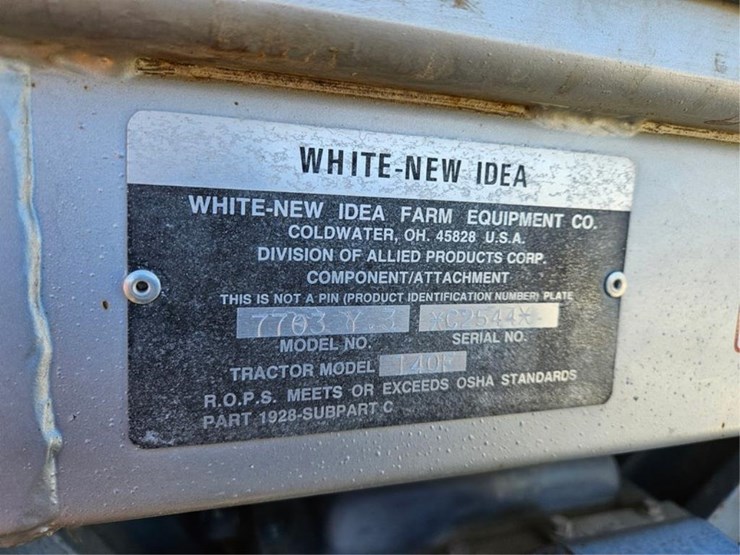 WHITE-NEW IDEA
WHITE-NEW IDEA FARM EQUIPMENT CO.
COLDWATER, OH. 45828 U.S.A.
DIVISION OF ALLIED PRODUCTS CORP.
COMPONENT/ATTACHMENT
THIS IS NOT A PIN (PRODUCT IDENTIFICATION NUMBER) PLATE
7703
MODEL NO. SERIAL NO.
TRACTOR MODEL
R.O.P.S. MEETS OR EXCEEDS OSHA STANDARDS
PART 1928-SUBPART C